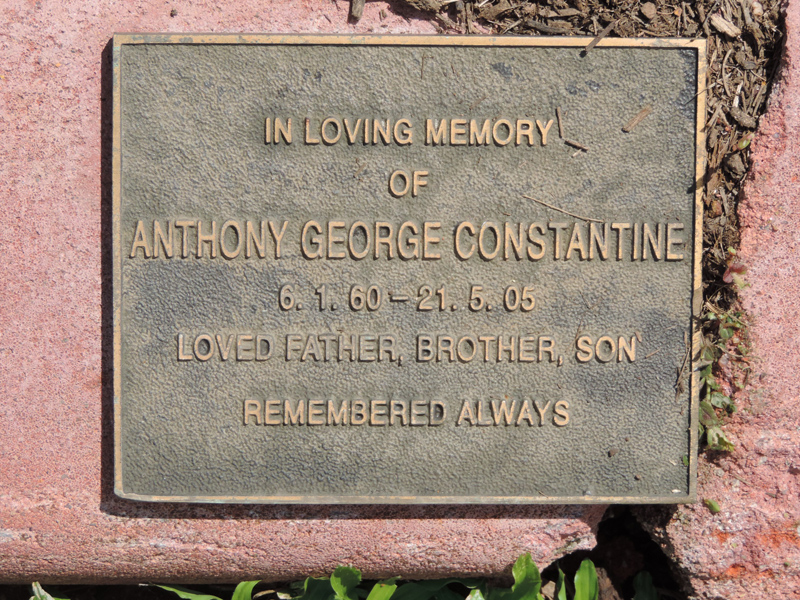 IN LOVING MEMORY
OF
ANTHONY GEORGE CONSTANTINE
6. 1. 60 – 21. 5. 05
LOVED FATHER, BROTHER, SON
REMEMBERED ALWAYS